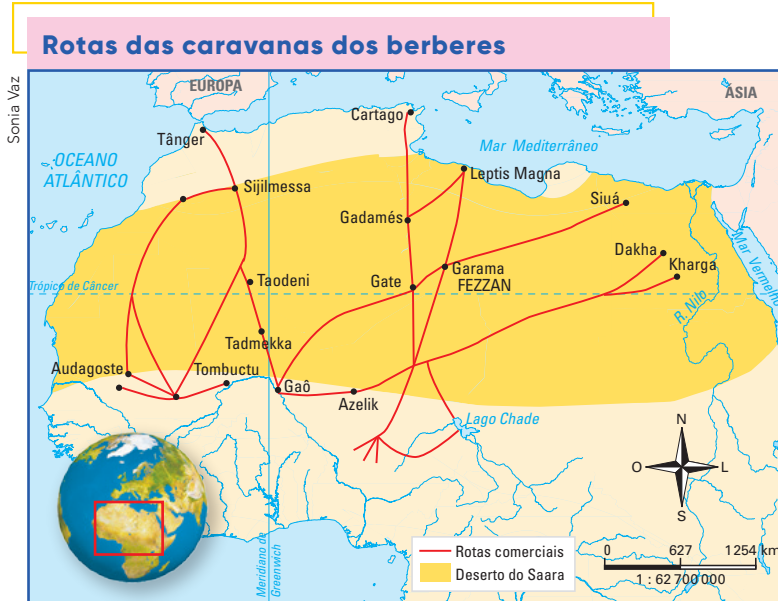 Rotas das caravanas dos berberes
Sonia Vaz
EUROPA
ÁSIA
Cartago
Tânger
Mar Mediterrâneo
OCEANO
ATLÂNTICO
Leptis Magna
Sijilmessa
Siuá
Gadamés
Dakha
Kharga
Mar Vermelho
Garama
FEZZAN
Taodeni
Gate
Trópico de Câncer
R. Nilo
Tadmekka
Audagoste
Tombuctu
Gaô
Azelik
Lago Chade
N
O
L
S
Meridiano de
Greenwich
Rotas comerciais
Deserto do Saara
0 627 1 254 km
1 : 62 700 000